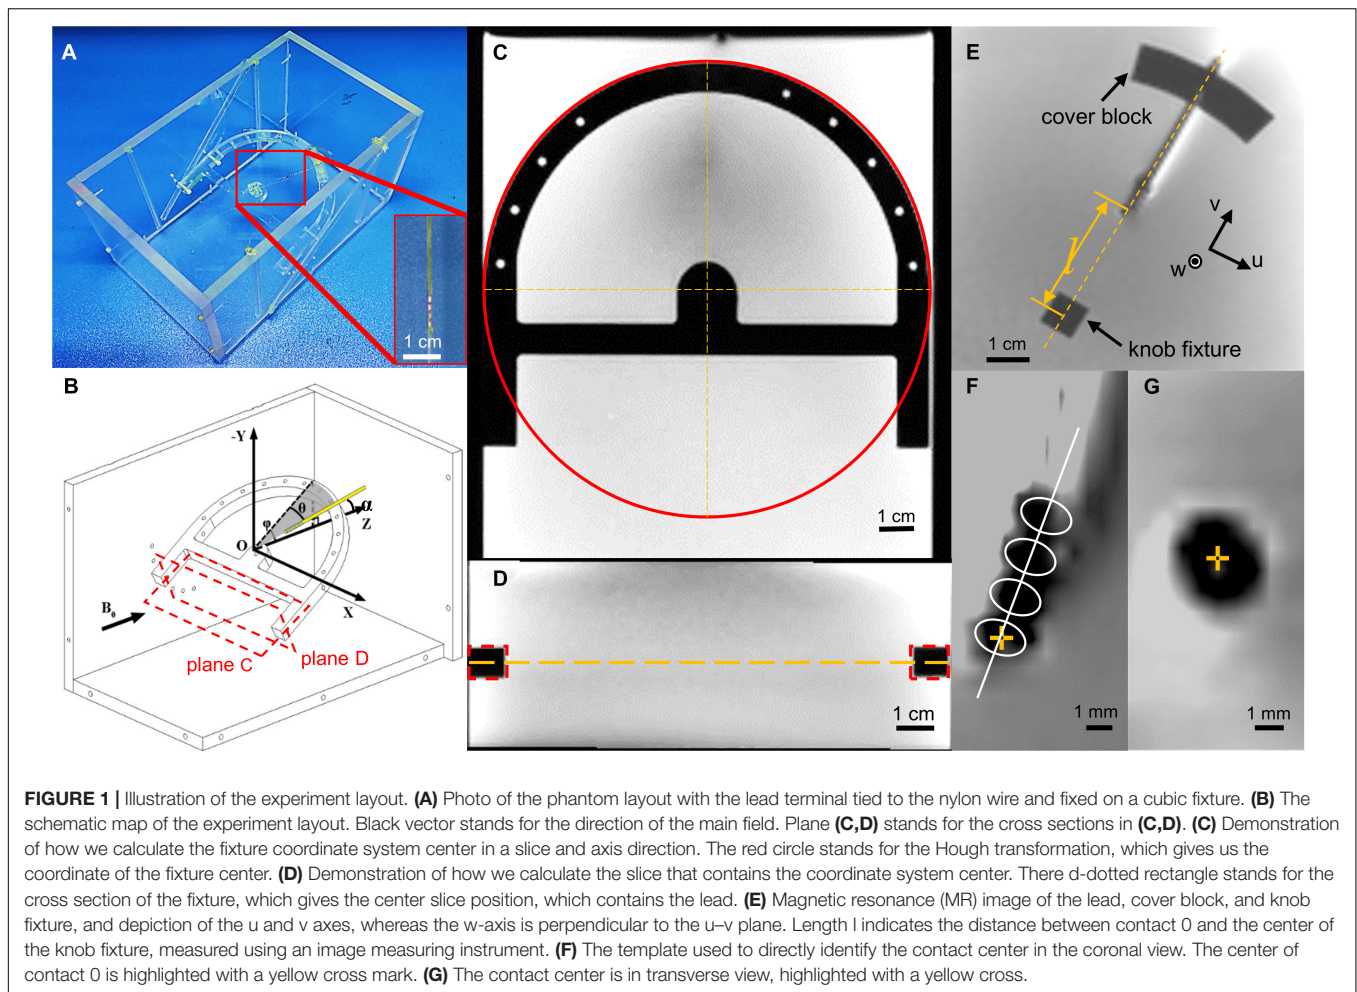 A
1 cm
B
-Y
φ
θ
α
Z
O
X
B₀
plane C
plane D
C
1 cm
D
1 cm
E
cover block
l
v
w
u
1 cm
knob fixture
F
1 mm
G
1 mm
FIGURE 1 | Illustration of the experiment layout. (A) Photo of the phantom layout with the lead terminal tied to the nylon wire and fixed on a cubic fixture. (B) The
schematic map of the experiment layout. Black vector stands for the direction of the main field. Plane (C,D) stands for the cross sections in (C,D). (C) Demonstration
of how we calculate the fixture coordinate system center in a slice and axis direction. The red circle stands for the Hough transformation, which gives us the
coordinate of the fixture center. (D) Demonstration of how we calculate the slice that contains the coordinate system center. There d-dotted rectangle stands for the
cross section of the fixture, which gives the center slice position, which contains the lead. (E) Magnetic resonance (MR) image of the lead, cover block, and knob
fixture, and depiction of the u and v axes, whereas the w-axis is perpendicular to the u–v plane. Length l indicates the distance between contact 0 and the center of
the knob fixture, measured using an image measuring instrument. (F) The template used to directly identify the contact center in the coronal view. The center of
contact 0 is highlighted with a yellow cross mark. (G) The contact center is in transverse view, highlighted with a yellow cross.